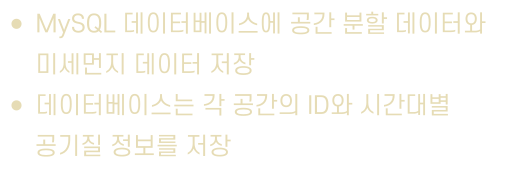 • MySQL 데이터베이스에 공간 분할 데이터와
미세먼지 데이터 저장
• 데이터베이스는 각 공간의 ID와 시간대별
공기질 정보를 저장